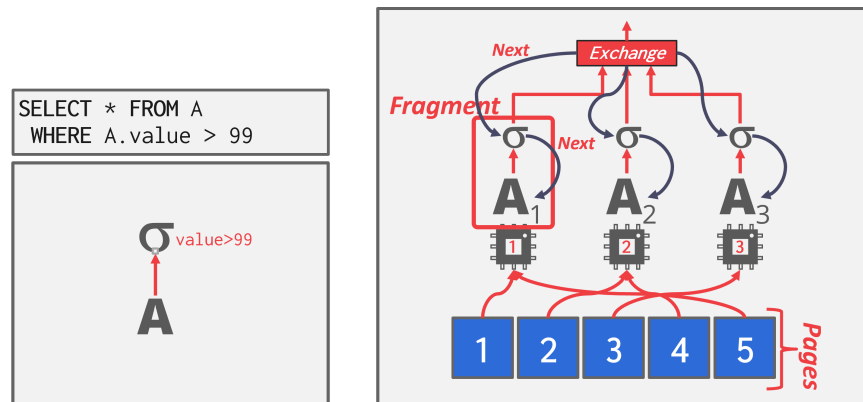 SELECT * FROM A
WHERE A.value > 99
σ value>99
A
Exchange
Next
Fragment
σ σ σ
Next
A1 A2 A3
1 2 3
1 2 3 4 5
Pages